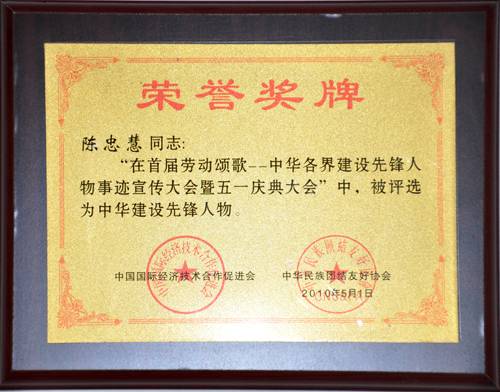 荣誉奖牌
陈忠慧同志：
“在首届劳动颂歌--中华各界建设先锋人
物事迹宣传大会暨五一庆典大会”中，被评选
为中华建设先锋人物。
中国国际经济技术合作促进会
中华民族团结友好协会
2010年5月1日